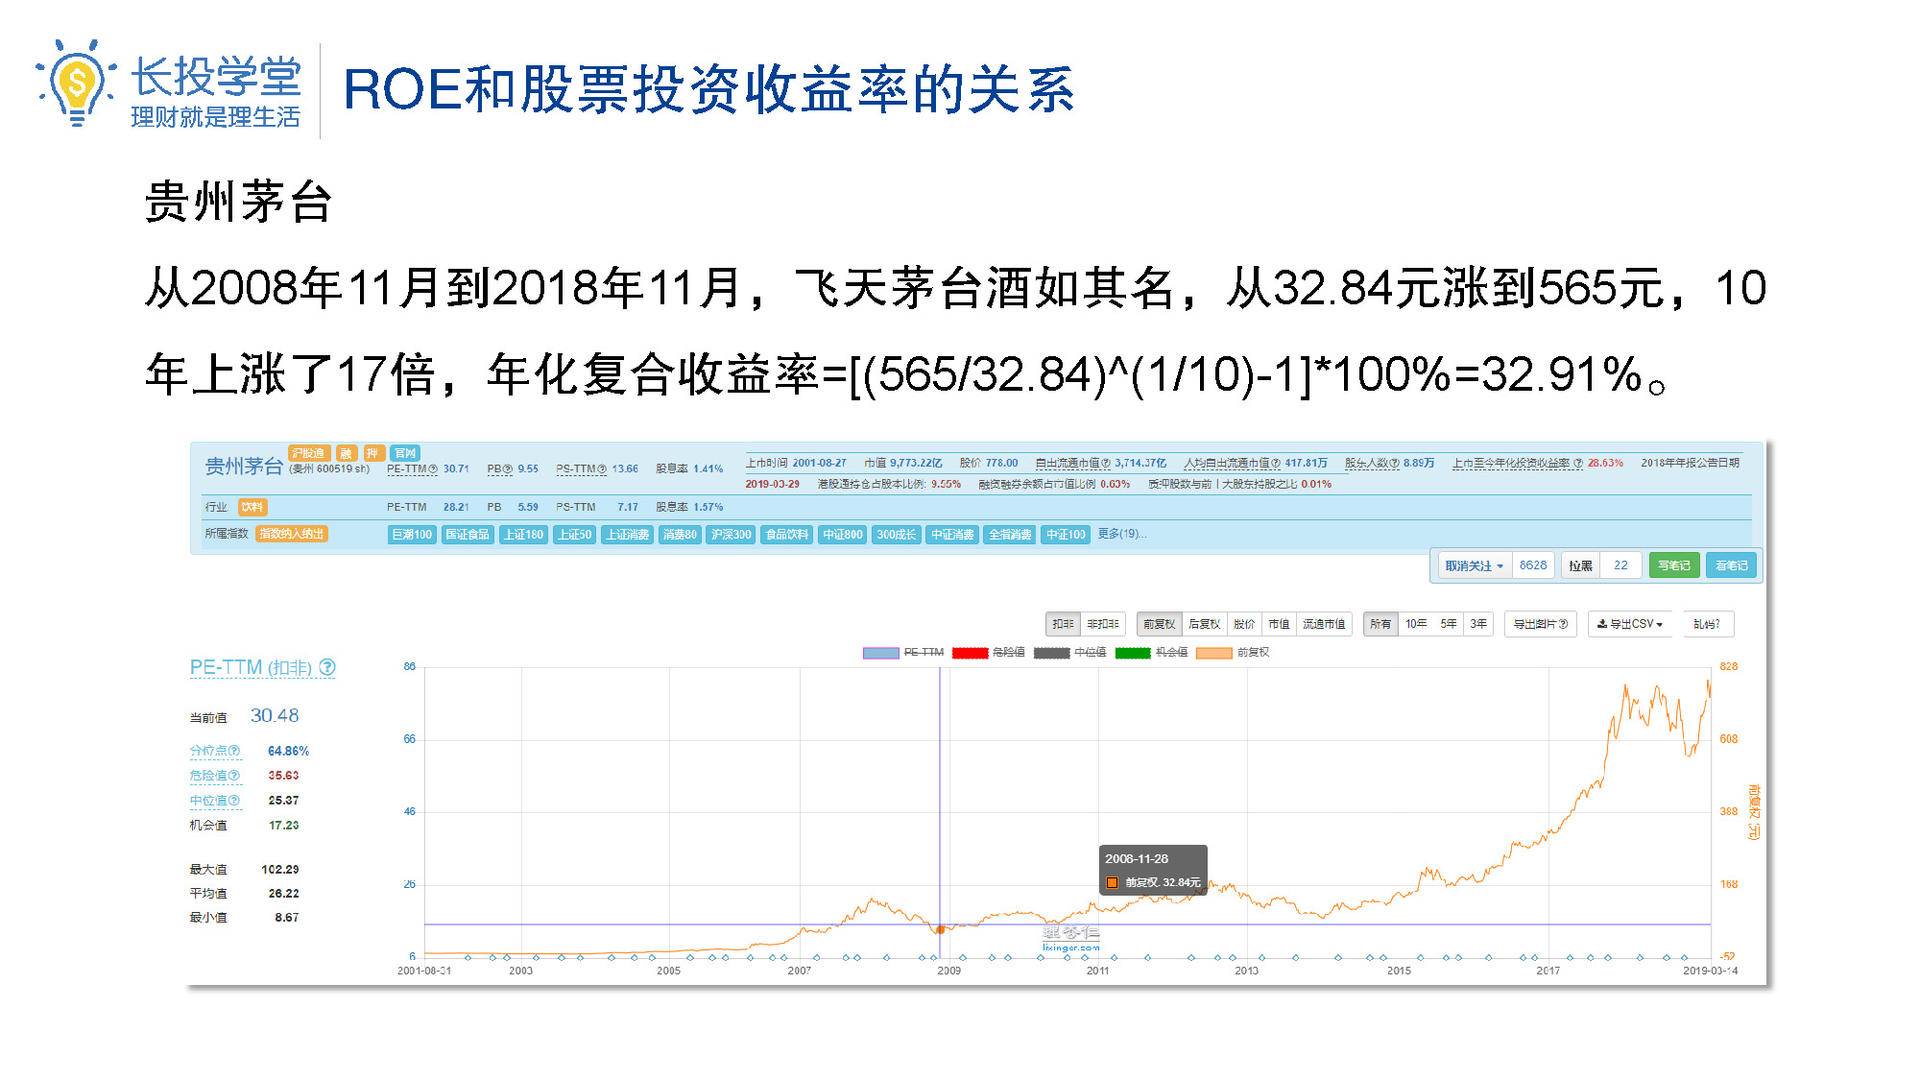 长投学堂
理财就是理生活
ROE和股票投资收益率的关系
贵州茅台
从2008年11月到2018年11月，飞天茅台酒如其名，从32.84元涨到565元，10
年上涨了17倍，年化复合收益率=[(565/32.84)^(1/10)-1]*100%=32.91%。
贵州茅台 沪股通 融 押 官网
(贵州 600519 sh) PE-TTM 30.71 PB 9.55 PS-TTM 13.66 股息率 1.41%
上市时间 2001-08-27 市值 9,773.22亿 股价 778.00 自由流通市值 3,714.37亿 人均自由流通市值 417.81万 股东人数 8.89万 上市至今年化投资收益率 28.63% 2018年年报公告日期
2019-03-29 港股通持仓占股本比例: 9.55% 融资融券余额占市值比例 0.63% 质押股数与前十大股东持股之比 0.01%
行业 饮料 PE-TTM 28.21 PB 5.59 PS-TTM 7.17 股息率 1.57%
所属指数 指数纳入纳出 巨潮100 国证食品 上证180 上证50 上证消费 消费80 沪深300 食品饮料 中证800 300成长 中证消费 全指消费 中证100 更多(19)...
取消关注 8628 拉黑 22 写笔记 看笔记
扣非 非扣非 前复权 后复权 股价 市值 流通市值 所有 10年 5年 3年 导出图片 导出CSV 乱码?
PE-TTM 危险值 中位值 机会值 前复权
PE-TTM (扣非)
当前值 30.48
分位点 64.86%
危险值 35.63
中位值 25.37
机会值 17.23
最大值 102.29
平均值 26.22
最小值 8.67
86
66
46
26
6
828
608
388
168
-52
前复权 (元)
2008-11-28
前复权: 32.84元
理杏仁
lixinger.com
2001-08-31 2003 2005 2007 2009 2011 2013 2015 2017 2019-03-14